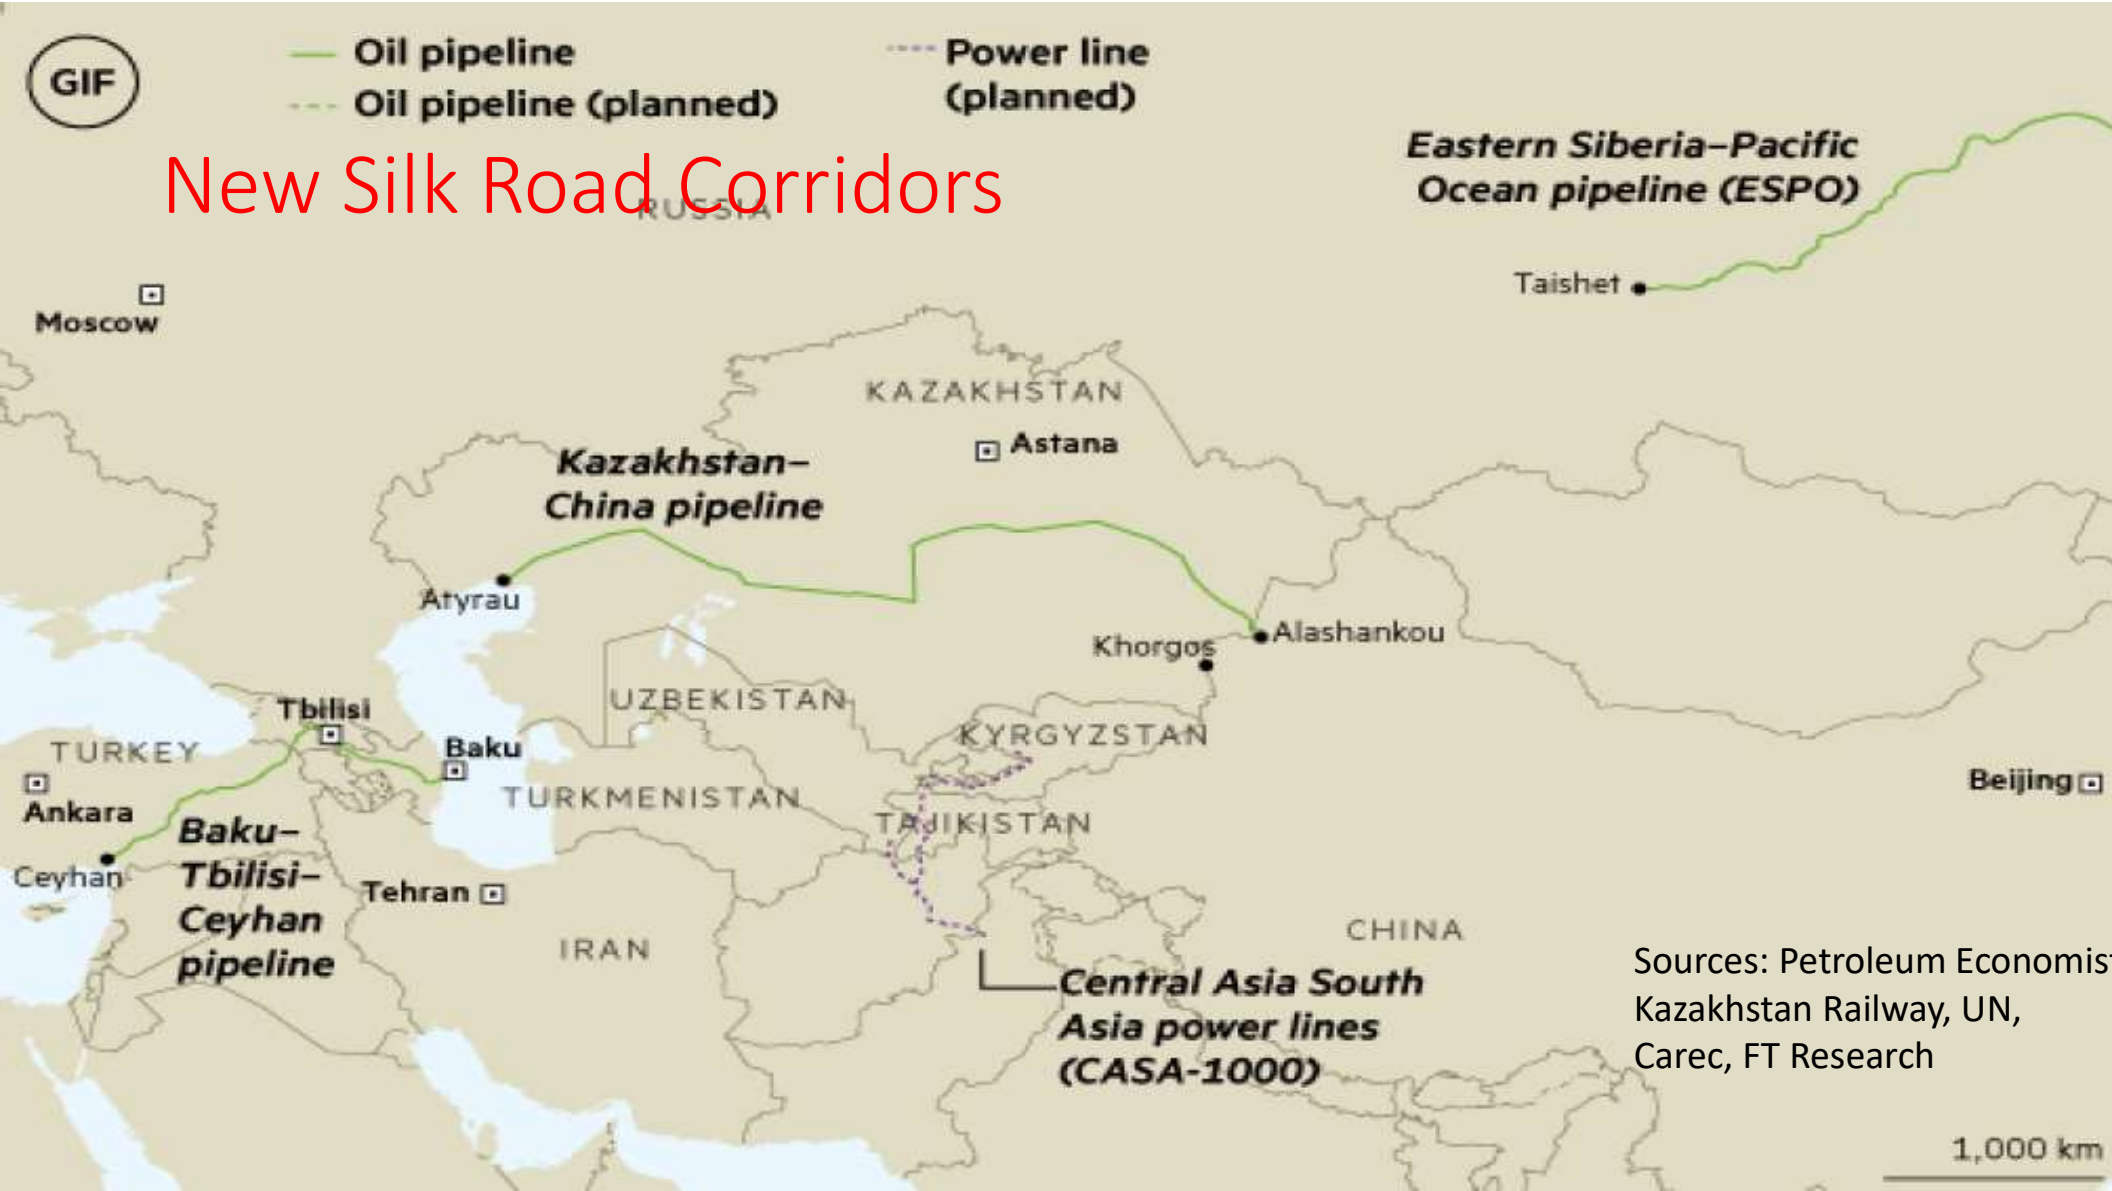 GIF
Oil pipeline
Oil pipeline (planned)
Power line
(planned)
New Silk Road Corridors
RUSSIA
Eastern Siberia–Pacific
Ocean pipeline (ESPO)
Taishet
Moscow
KAZAKHSTAN
Astana
Kazakhstan–
China pipeline
Atyrau
Khorgos
Alashankou
UZBEKISTAN
Tbilisi
KYRGYZSTAN
TURKEY
Baku
Ankara
TURKMENISTAN
Beijing
TAJIKISTAN
Baku–
Tbilisi–
Ceyhan
pipeline
Ceyhan
Tehran
IRAN
CHINA
Central Asia South
Asia power lines
(CASA-1000)
Sources: Petroleum Economist
Kazakhstan Railway, UN,
Carec, FT Research
1,000 km